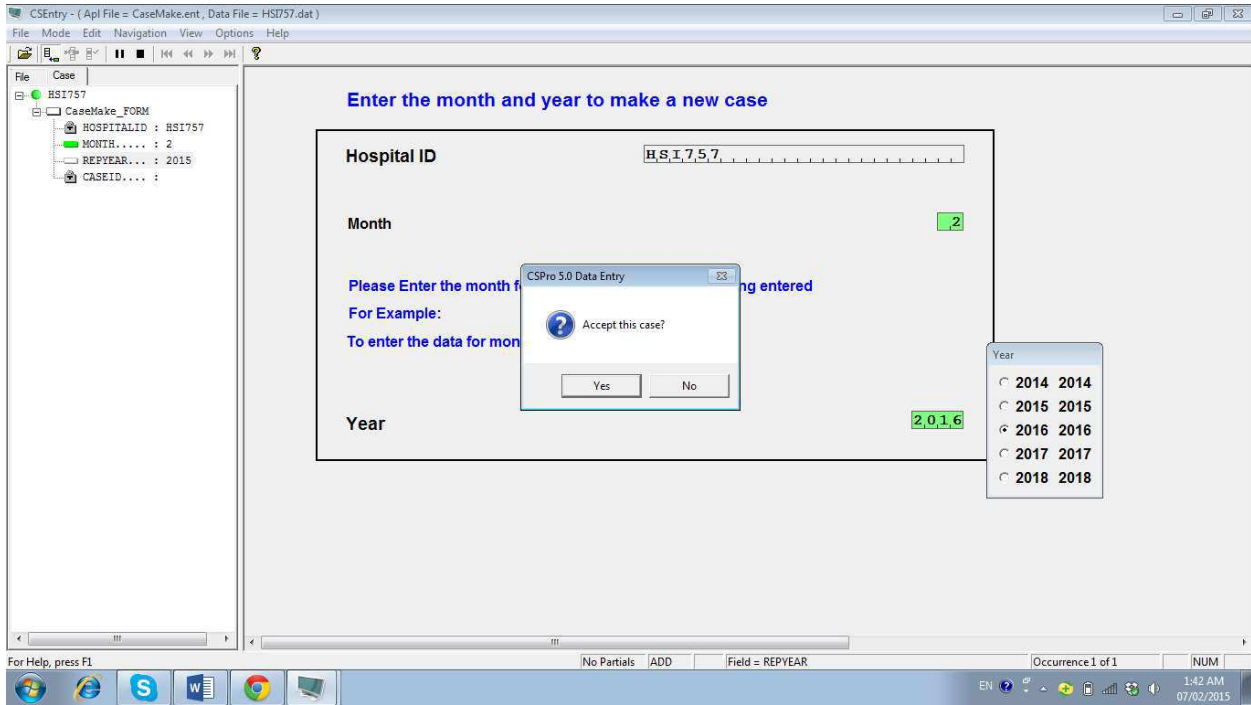 CSEntry - ( Apl File = CaseMake.ent , Data File = HSI757.dat )
File Mode Edit Navigation View Options Help
File Case
HSI757
CaseMake_FORM
HOSPITALID : HSI757
MONTH..... : 2
REPYEAR... : 2015
CASEID.... :
Enter the month and year to make a new case
Hospital ID HSI757
Month 2
Please Enter the month ng entered
For Example:
To enter the data for mon
CSPro 5.0 Data Entry
Accept this case?
Yes No
Year 2016
Year
2014 2014
2015 2015
2016 2016
2017 2017
2018 2018
For Help, press F1 No Partials ADD Field = REPYEAR Occurrence 1 of 1 NUM
EN 1:42 AM
07/02/2015